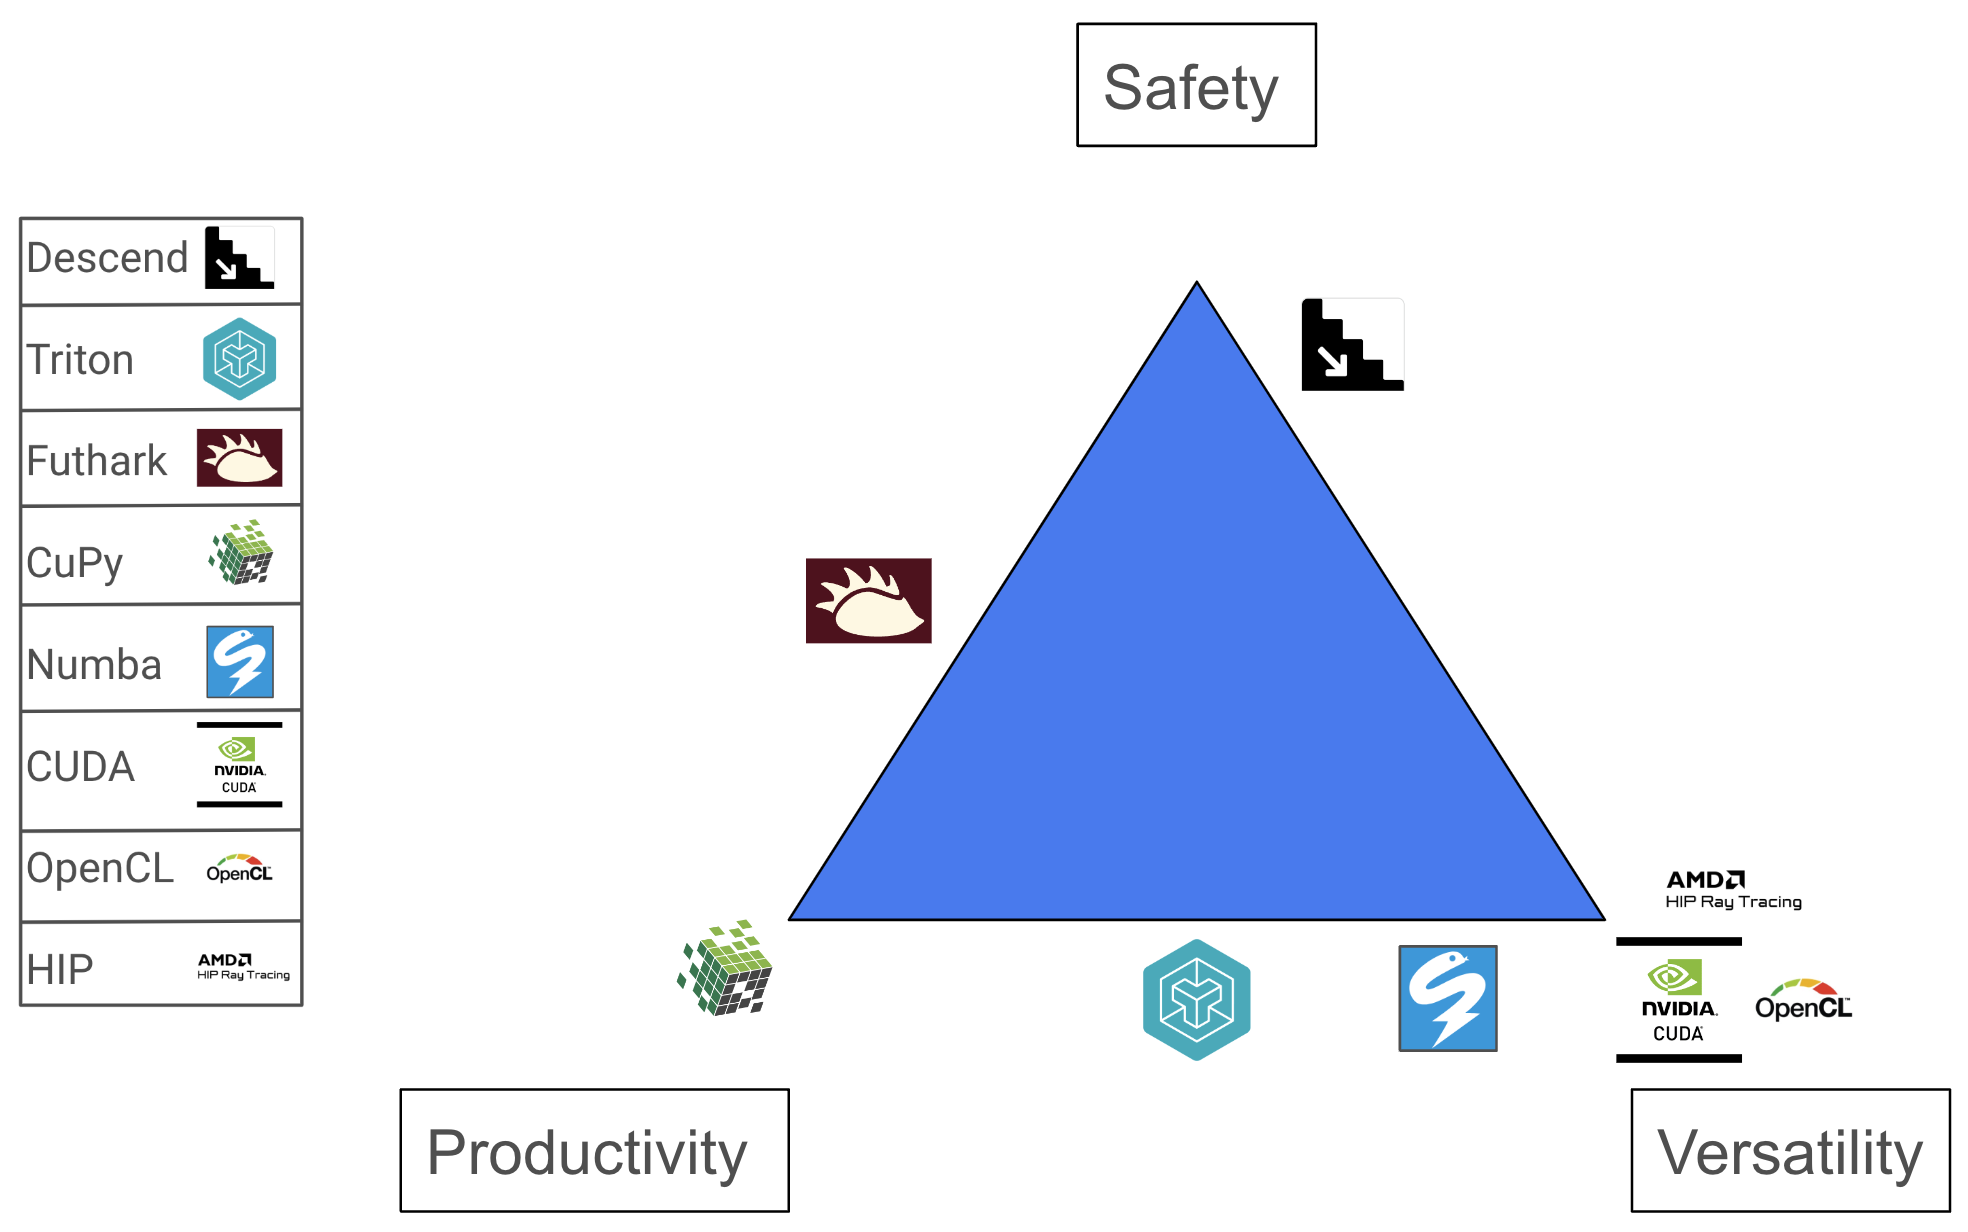 Safety
Descend
Triton
Futhark
CuPy
Numba
CUDA
NVIDIA.
CUDA
OpenCL
OpenCL
HIP
AMD
HIP Ray Tracing
AMD
HIP Ray Tracing
NVIDIA.
CUDA
OpenCL™
Productivity
Versatility